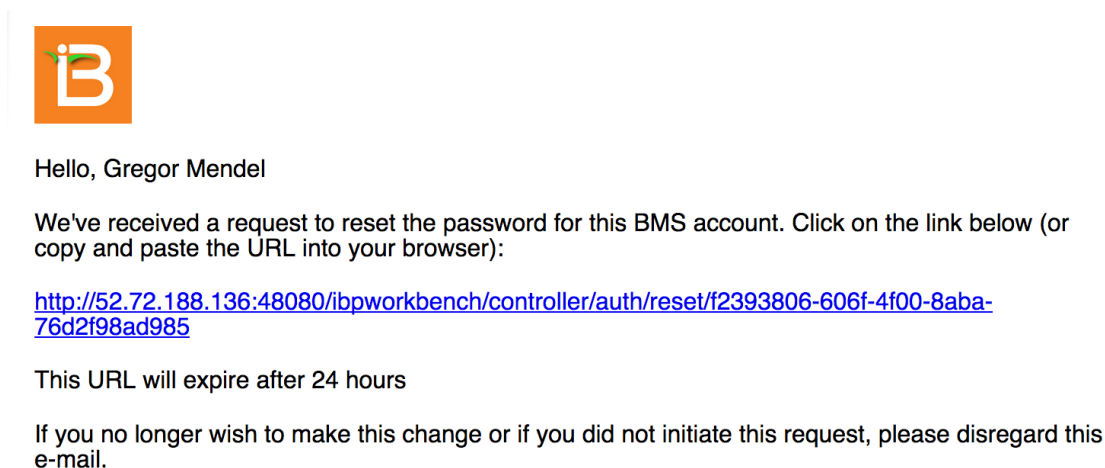 iB
Hello, Gregor Mendel
We've received a request to reset the password for this BMS account. Click on the link below (or
copy and paste the URL into your browser):
http://52.72.188.136:48080/ibpworkbench/controller/auth/reset/f2393806-606f-4f00-8aba-
76d2f98ad985
This URL will expire after 24 hours
If you no longer wish to make this change or if you did not initiate this request, please disregard this
e-mail.